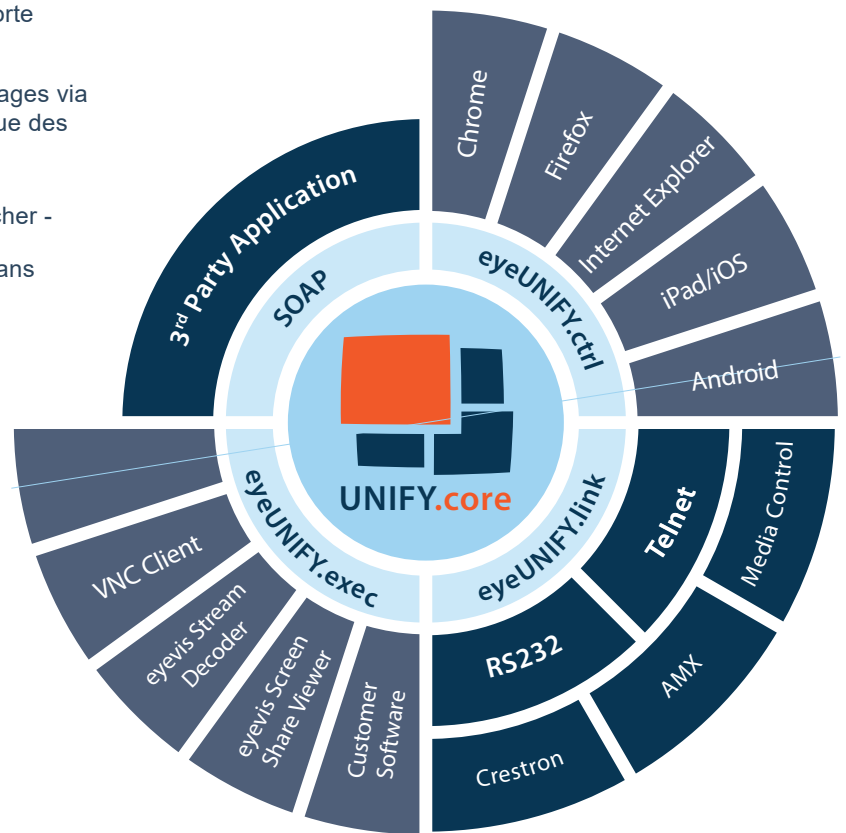 orte
ages via
ue des
cher -
ans
Chrome
Firefox
Internet Explorer
iPad/iOS
Android
3rd Party Application
SOAP
eyeUNIFY.ctrl
UNIFY.core
eyeUNIFY.exec
eyeUNIFY.link
Telnet
RS232
Media Control
AMX
Crestron
VNC Client
eyevis Stream
Decoder
eyevis Screen
Share Viewer
Customer
Software